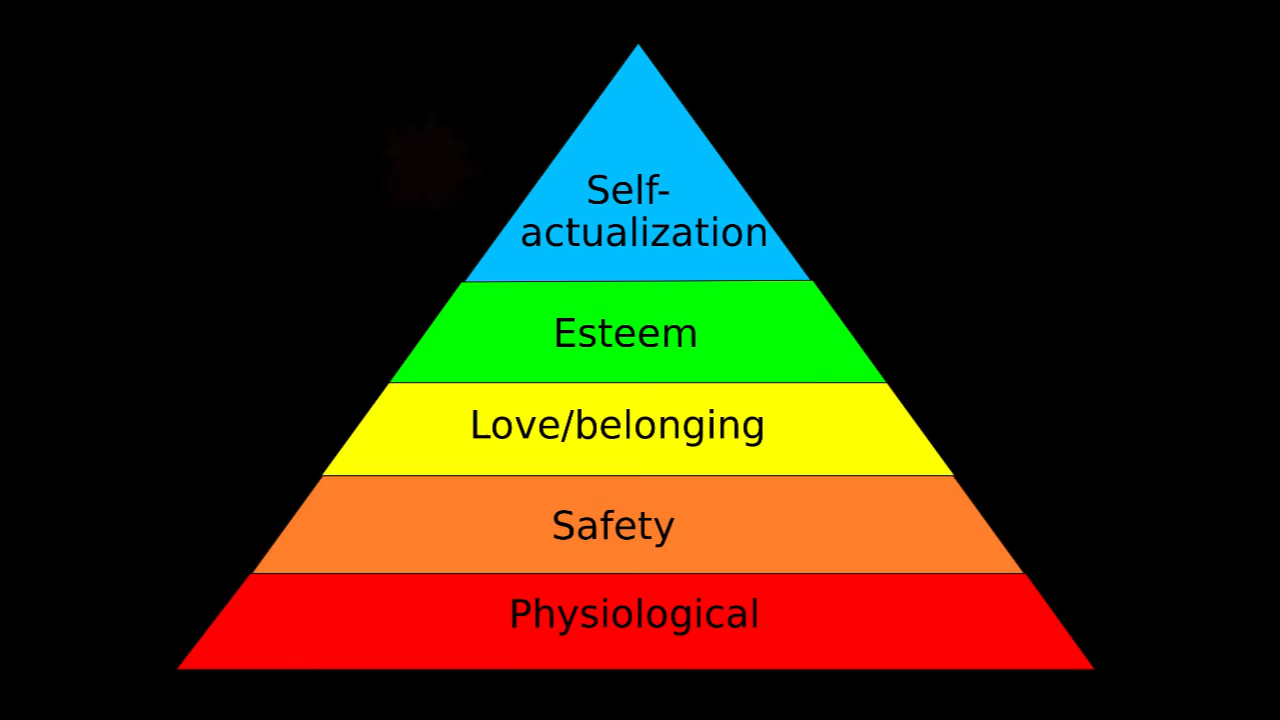 Self-
actualization
Esteem
Love/belonging
Safety
Physiological